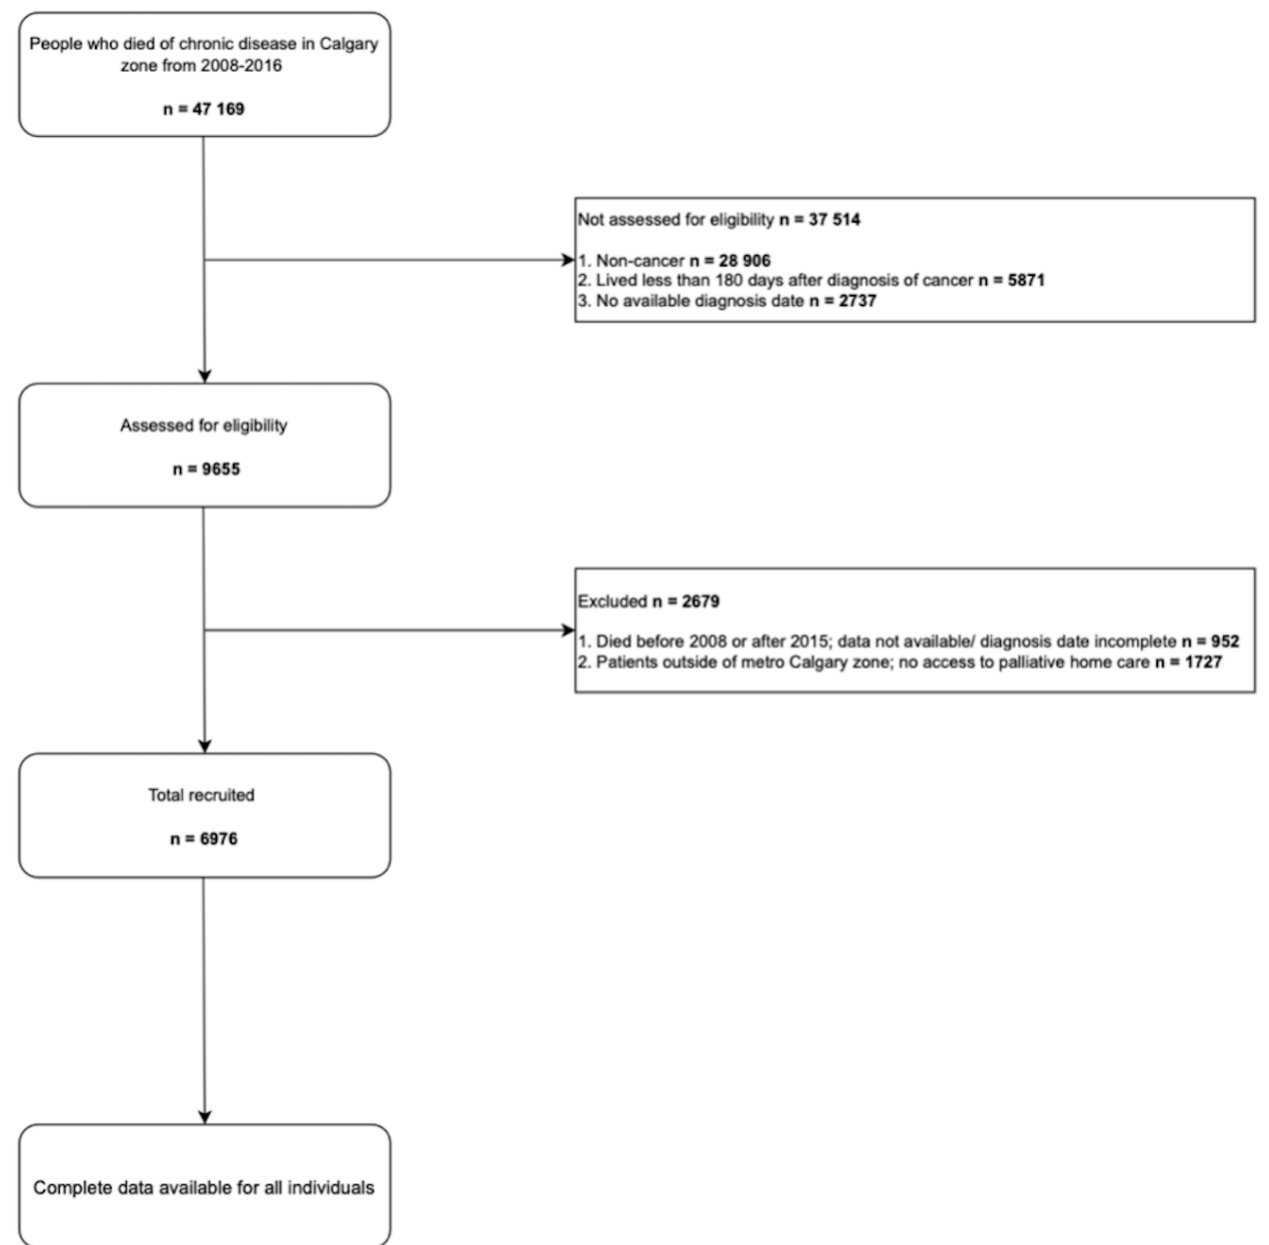 People who died of chronic disease in Calgary
zone from 2008-2016
n = 47 169
Not assessed for eligibility n = 37 514
1. Non-cancer n = 28 906
2. Lived less than 180 days after diagnosis of cancer n = 5871
3. No available diagnosis date n = 2737
Assessed for eligibility
n = 9655
Excluded n = 2679
1. Died before 2008 or after 2015; data not available/ diagnosis date incomplete n = 952
2. Patients outside of metro Calgary zone; no access to palliative home care n = 1727
Total recruited
n = 6976
Complete data available for all individuals